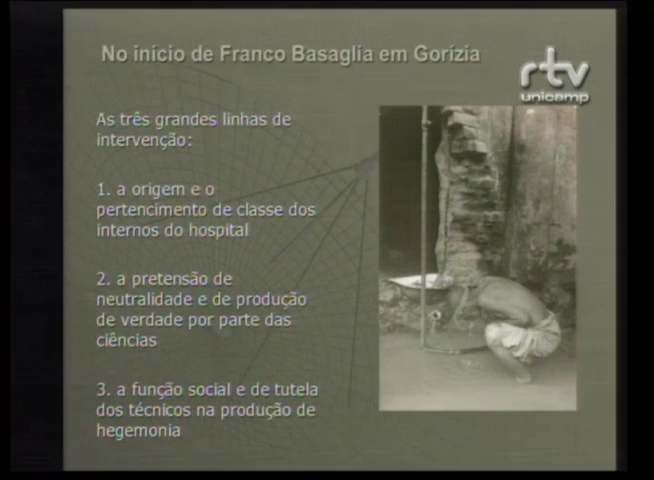 No início de Franco Basaglia em Gorízia
rtv
unicamp
As três grandes linhas de
intervenção:
1. a origem e o
pertencimento de classe dos
internos do hospital
2. a pretensão de
neutralidade e de produção
de verdade por parte das
ciências
3. a função social e de tutela
dos técnicos na produção de
hegemonia